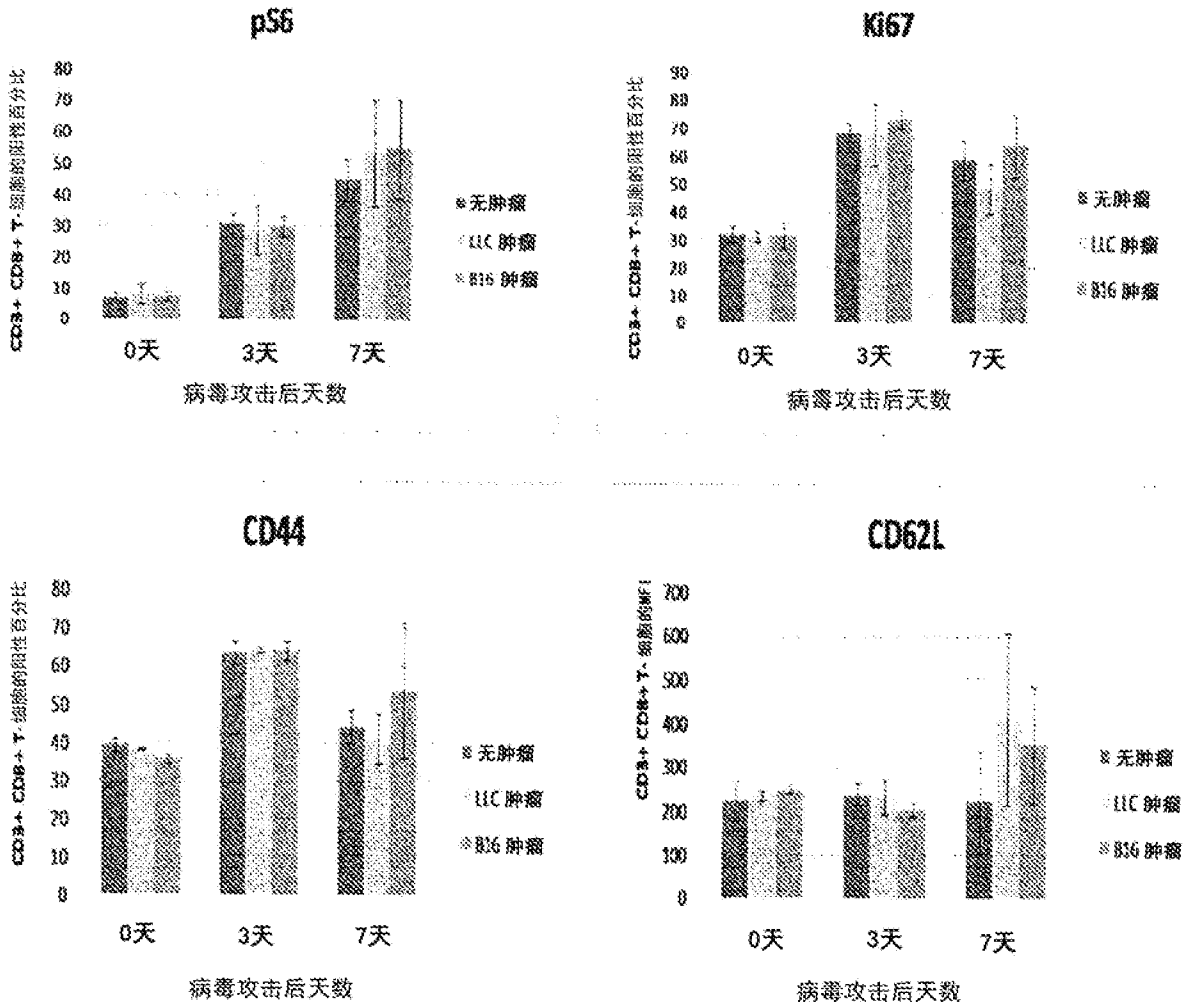 pS6
CD3+ CD8+ T-细胞的阳性百分比
80
70
60
50
40
30
20
10
0
0天
3天
7天
病毒攻击后天数
无肿瘤
LLC 肿瘤
B16 肿瘤
Ki67
CD3+ CD8+ T-细胞的阳性百分比
90
80
70
60
50
40
30
20
10
0
0天
3天
7天
病毒攻击后天数
无肿瘤
LLC 肿瘤
B16 肿瘤
CD44
CD3+ CD8+ T-细胞的阳性百分比
80
70
60
50
40
30
20
10
0
0天
3天
7天
病毒攻击后天数
无肿瘤
LLC 肿瘤
B16 肿瘤
CD62L
CD3+ CD8+ T-细胞的MFI
700
600
500
400
300
200
100
0
0天
3天
7天
病毒攻击后天数
无肿瘤
LLC 肿瘤
B16 肿瘤